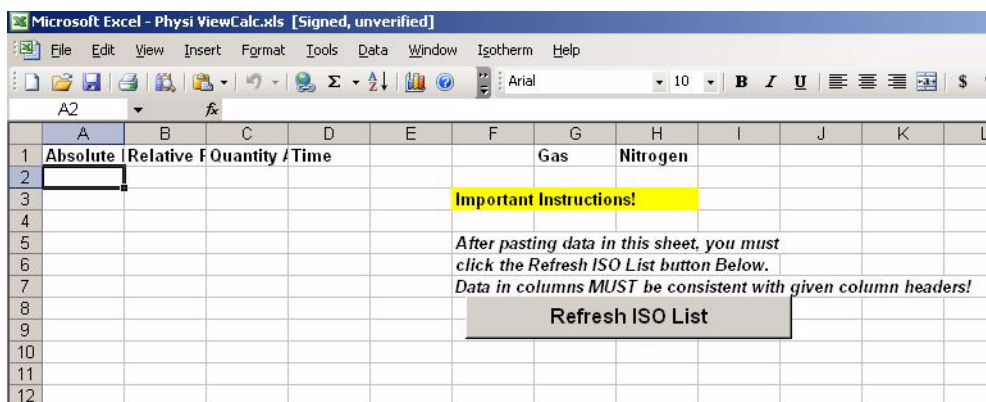 Microsoft Excel - Physi ViewCalc.xls [Signed, unverified]
File Edit View Insert Format Tools Data Window Isotherm Help
Arial 10 B I U $
A2 fx
A B C D E F G H I J K L
1 Absolute Relative Quantity Time Gas Nitrogen
2
3 Important Instructions!
4
5 After pasting data in this sheet, you must
6 click the Refresh ISO List button Below.
7 Data in columns MUST be consistent with given column headers!
8 Refresh ISO List
9
10
11
12